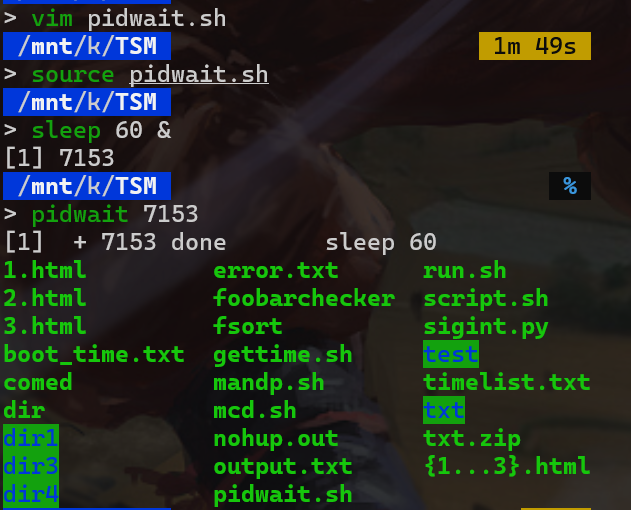 > vim pidwait.sh
/mnt/k/TSM 1m 49s
> source pidwait.sh
/mnt/k/TSM
> sleep 60 &
[1] 7153
/mnt/k/TSM %
> pidwait 7153
[1]  + 7153 done       sleep 60
1.html error.txt run.sh
2.html foobarchecker script.sh
3.html fsort sigint.py
boot_time.txt gettime.sh test
comed mandp.sh timelist.txt
dir mcd.sh txt
dir1 nohup.out txt.zip
dir3 output.txt {1...3}.html
dir4 pidwait.sh